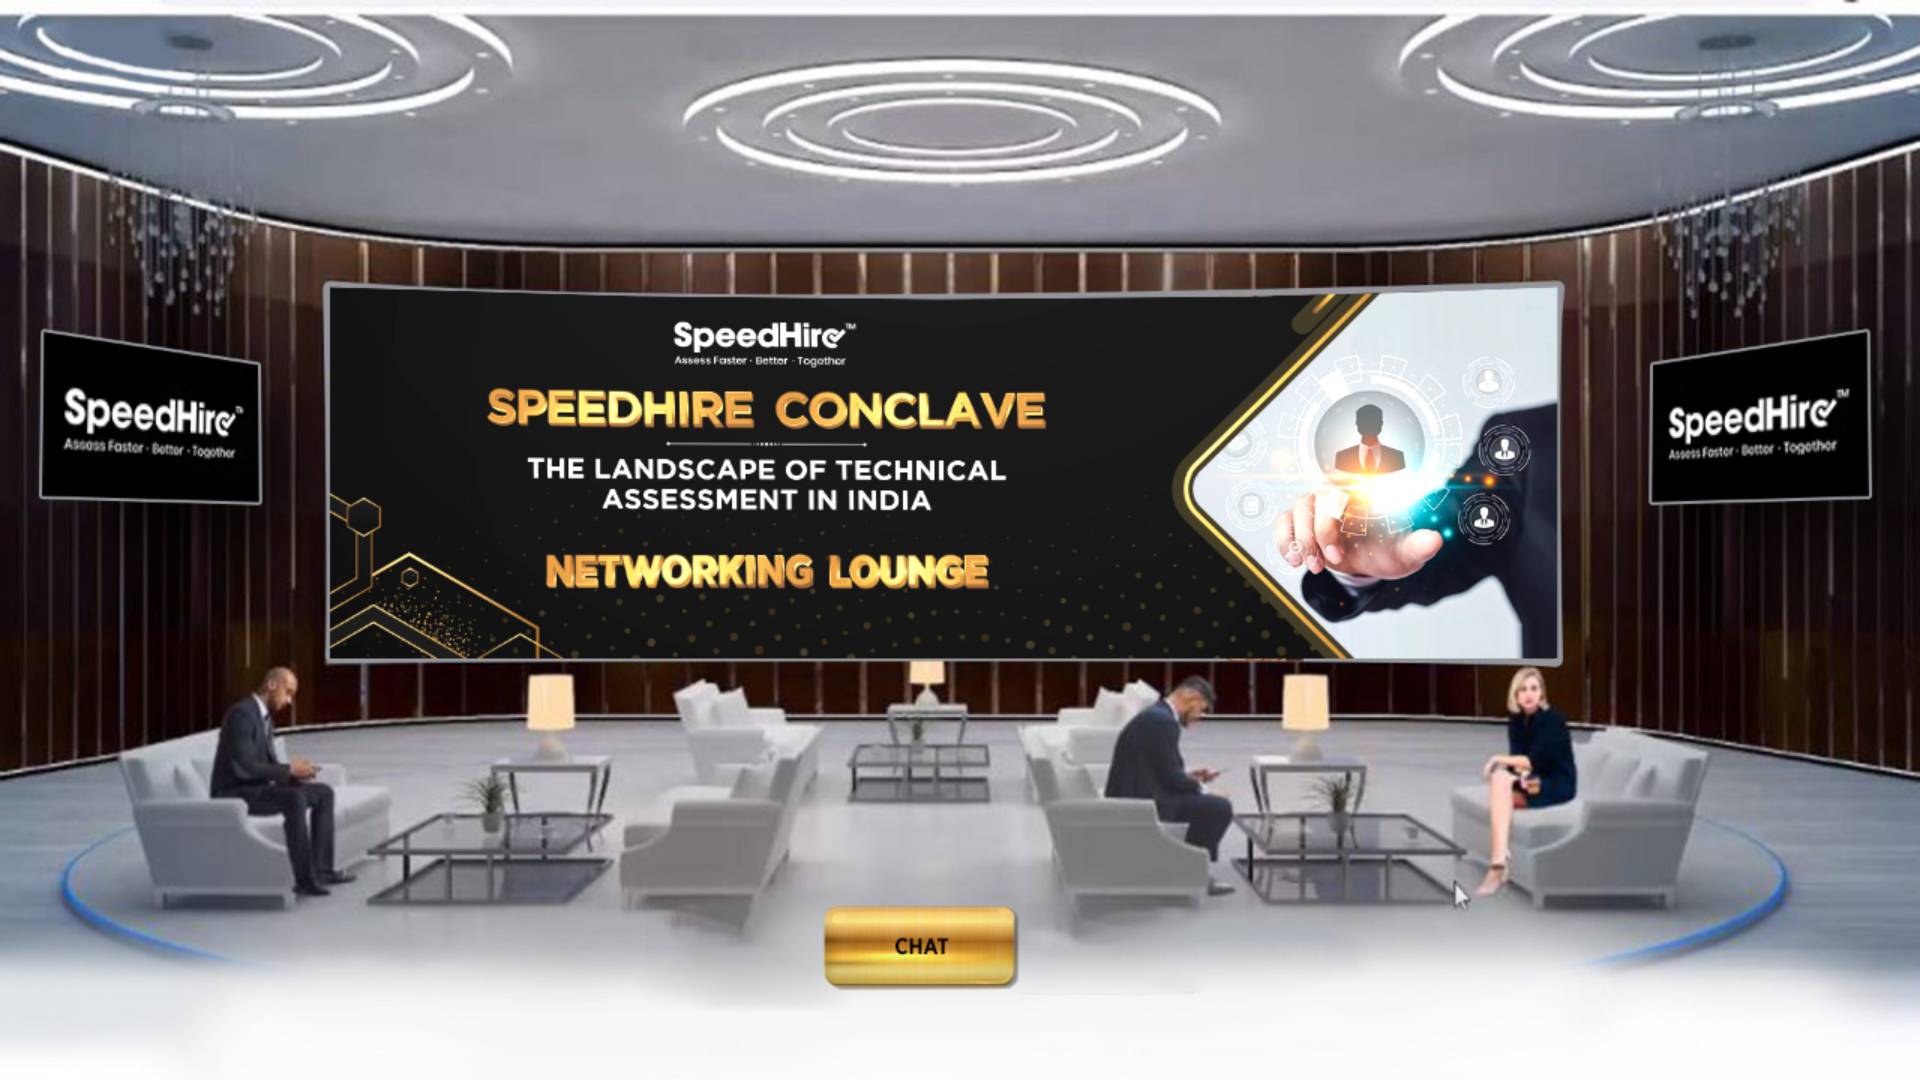 SpeedHire™
Assess Faster · Better · Together
SPEEDHIRE CONCLAVE
THE LANDSCAPE OF TECHNICAL
ASSESSMENT IN INDIA
NETWORKING LOUNGE
SpeedHire™
Assess Faster · Better · Together
SpeedHire™
Assess Faster · Better · Together
CHAT